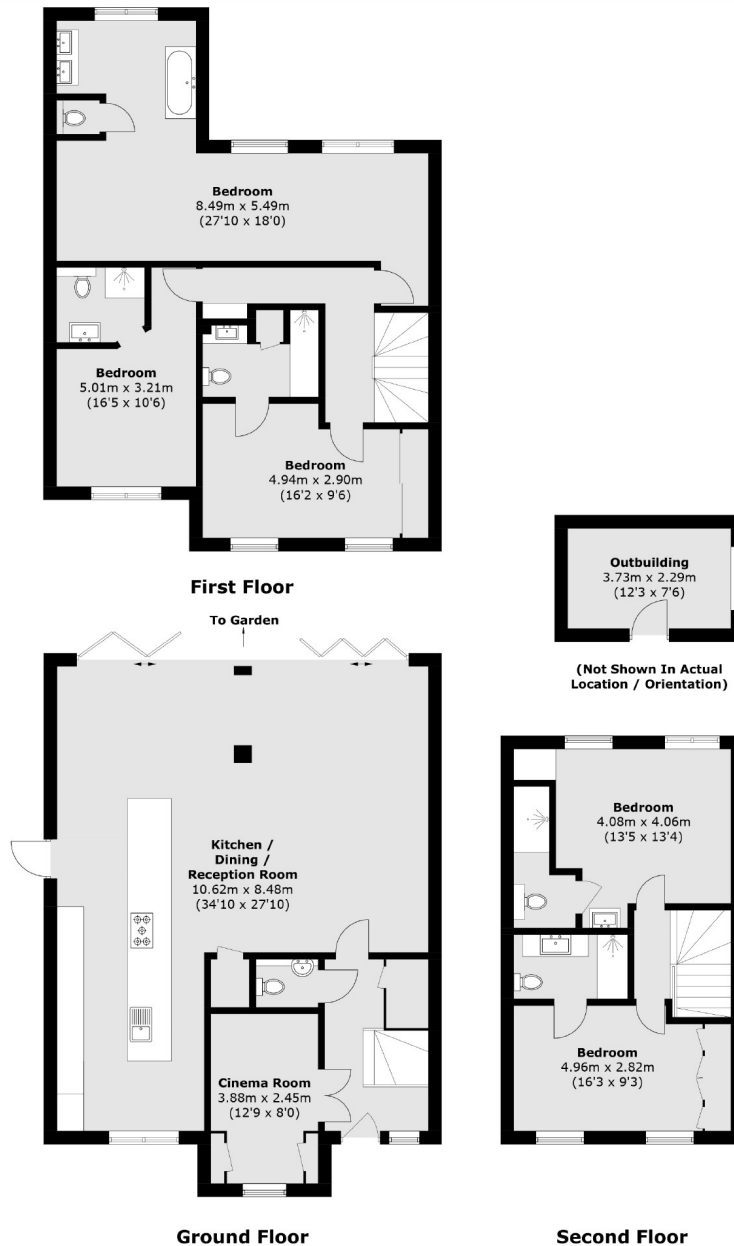 Bedroom
8.49m x 5.49m
(27'10 x 18'0)
Bedroom
5.01m x 3.21m
(16'5 x 10'6)
Bedroom
4.94m x 2.90m
(16'2 x 9'6)
First Floor
Outbuilding
3.73m x 2.29m
(12'3 x 7'6)
(Not Shown In Actual
Location / Orientation)
To Garden
Kitchen /
Dining /
Reception Room
10.62m x 8.48m
(34'10 x 27'10)
Cinema Room
3.88m x 2.45m
(12'9 x 8'0)
Ground Floor
Bedroom
4.08m x 4.06m
(13'5 x 13'4)
Bedroom
4.96m x 2.82m
(16'3 x 9'3)
Second Floor